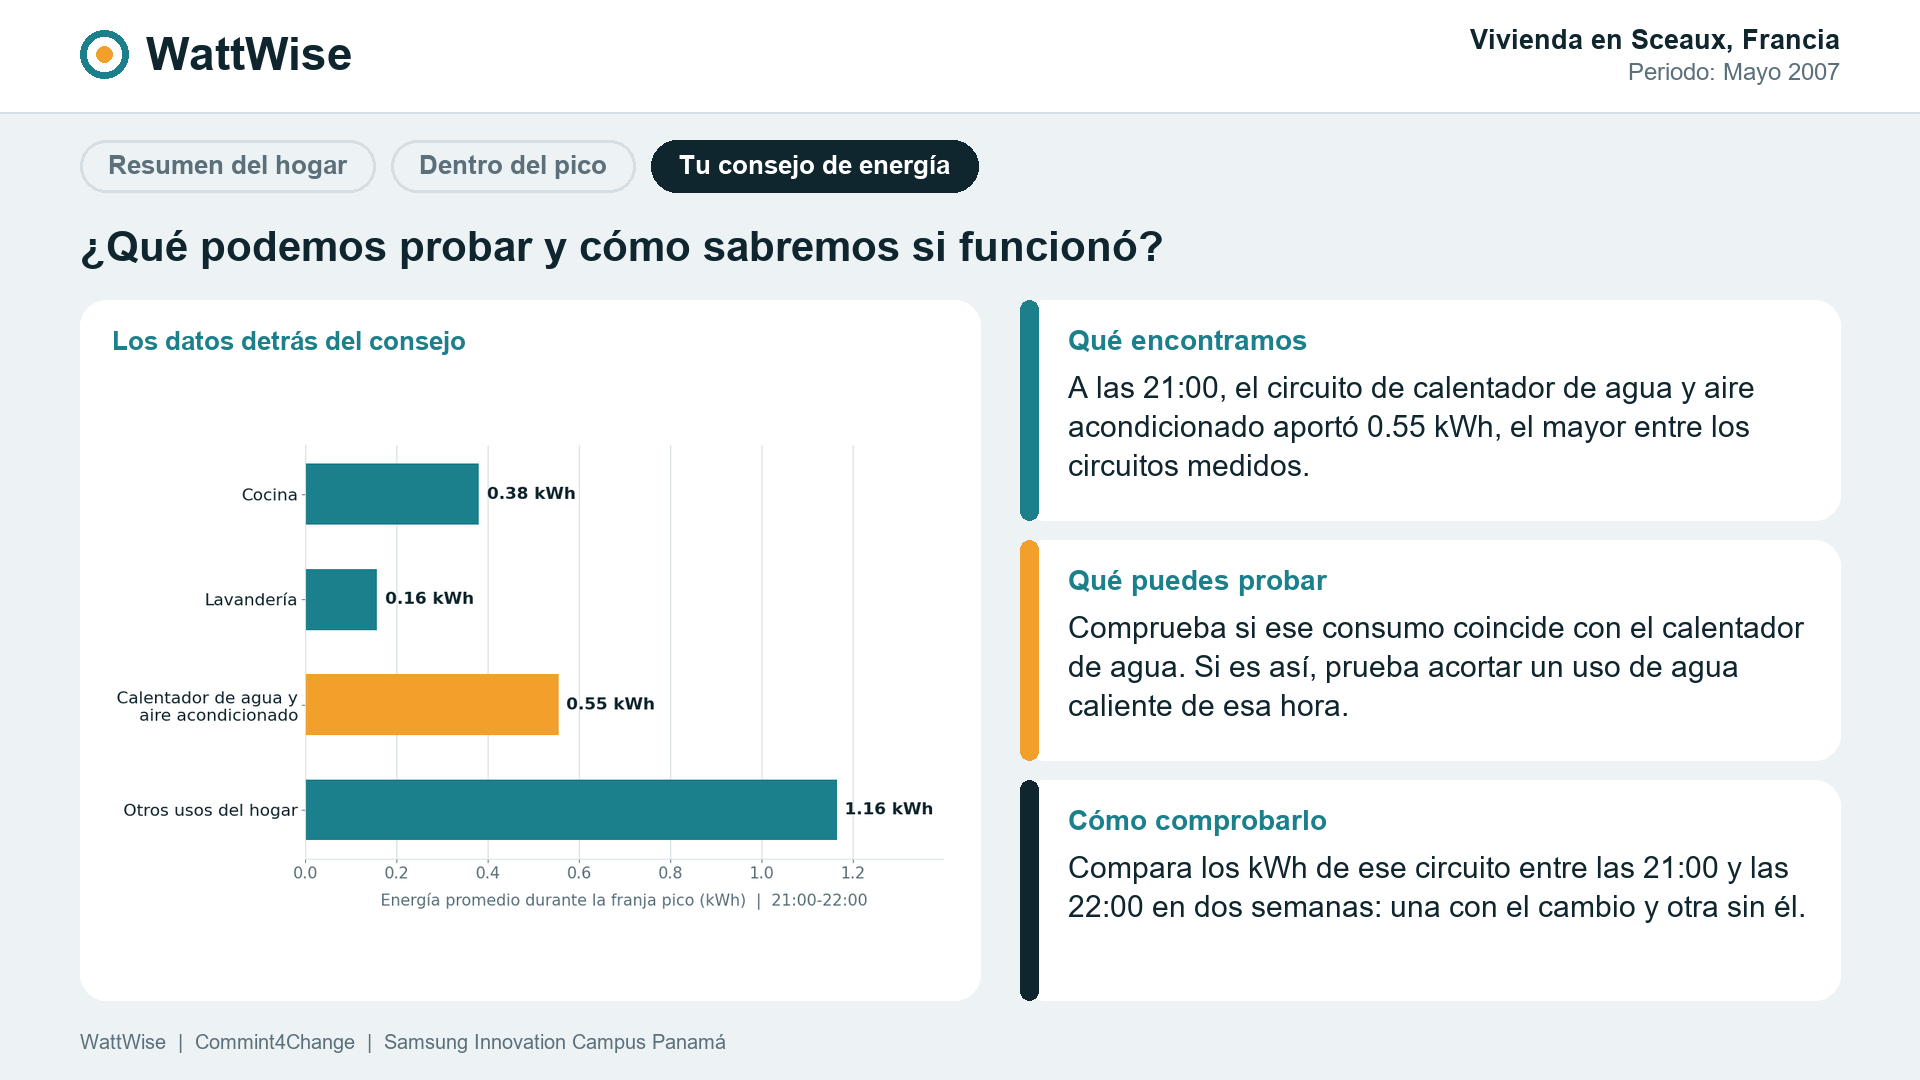 WattWise
Vivienda en Sceaux, Francia
Periodo: Mayo 2007
Resumen del hogar
Dentro del pico
Tu consejo de energía
¿Qué podemos probar y cómo sabremos si funcionó?
Los datos detrás del consejo
Cocina
0.38 kWh
Lavandería
0.16 kWh
Calentador de agua y
aire acondicionado
0.55 kWh
Otros usos del hogar
1.16 kWh
0.0 0.2 0.4 0.6 0.8 1.0 1.2
Energía promedio durante la franja pico (kWh) | 21:00-22:00
Qué encontramos
A las 21:00, el circuito de calentador de agua y aire
acondicionado aportó 0.55 kWh, el mayor entre los
circuitos medidos.
Qué puedes probar
Comprueba si ese consumo coincide con el calentador
de agua. Si es así, prueba acortar un uso de agua
caliente de esa hora.
Cómo comprobarlo
Compara los kWh de ese circuito entre las 21:00 y las
22:00 en dos semanas: una con el cambio y otra sin él.
WattWise | Commint4Change | Samsung Innovation Campus Panamá